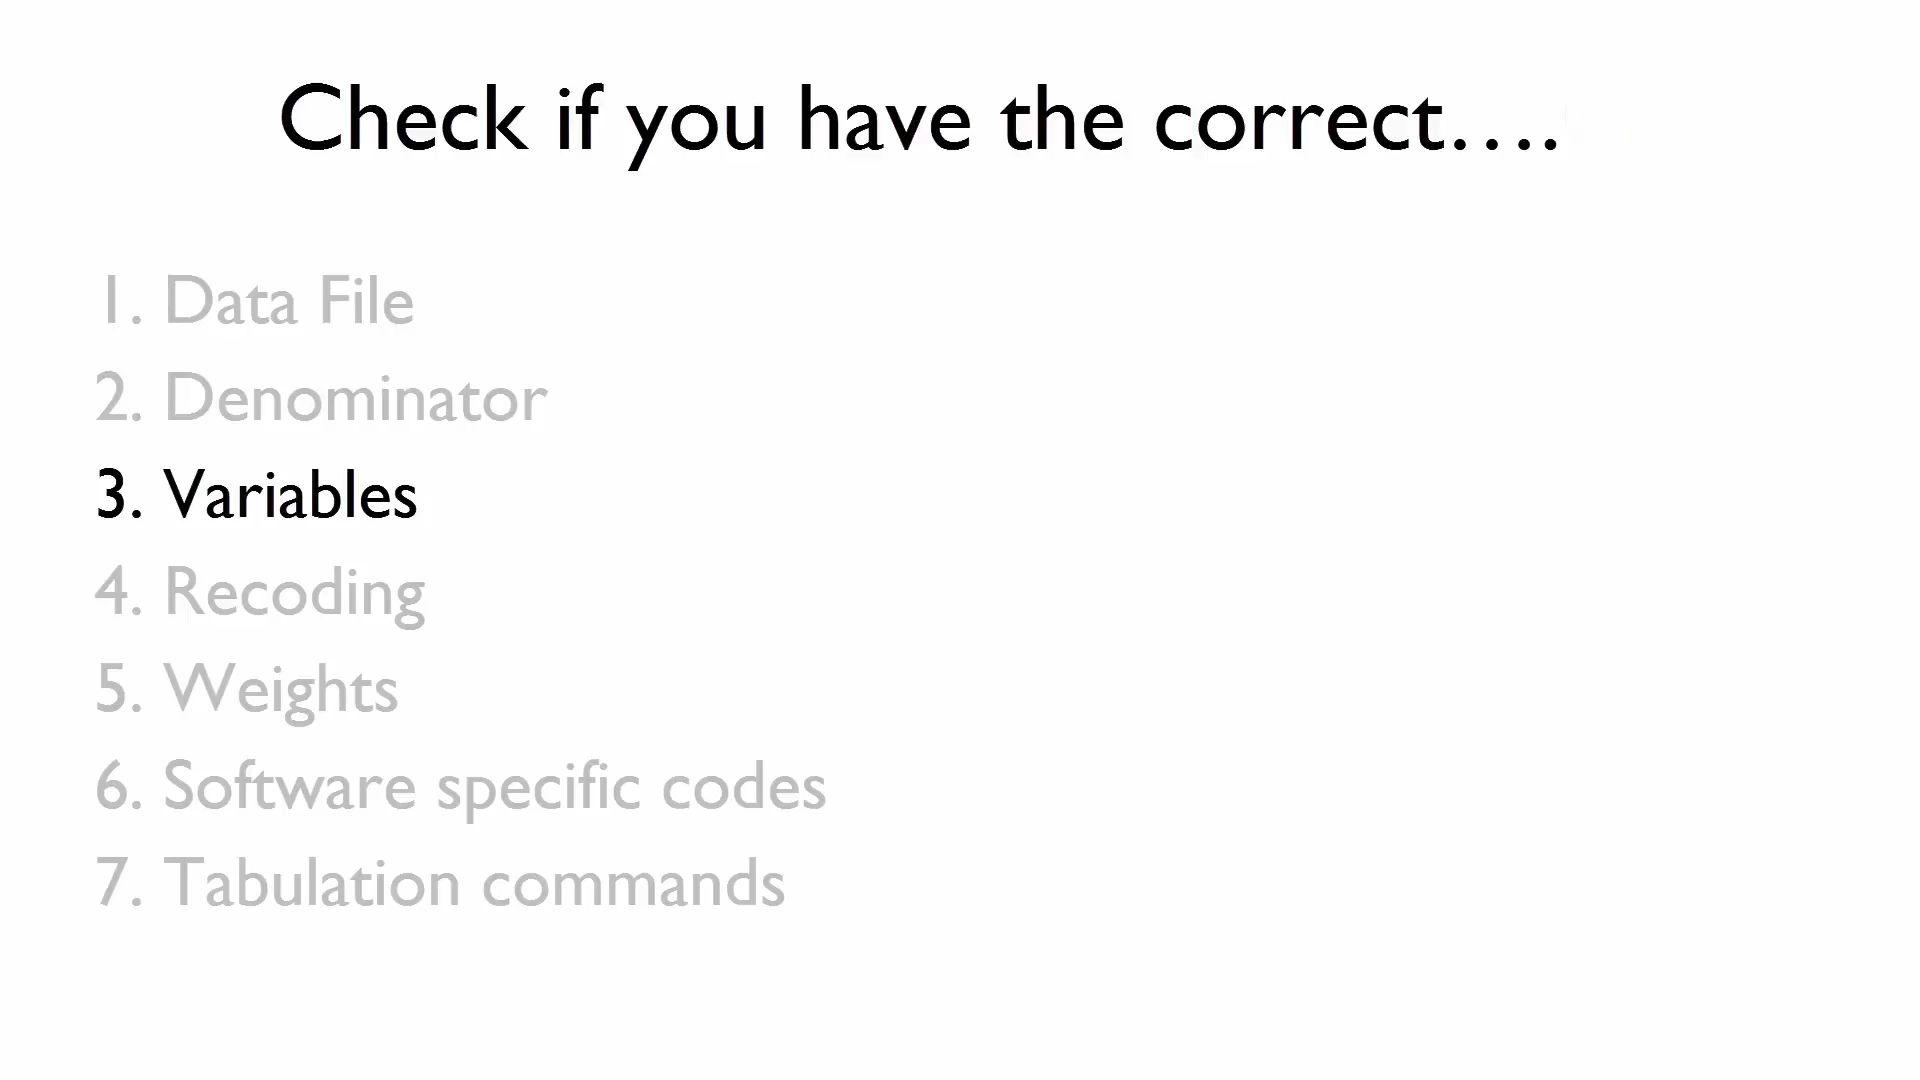 Check if you have the correct….
1. Data File
2. Denominator
3. Variables
4. Recoding
5. Weights
6. Software specific codes
7. Tabulation commands